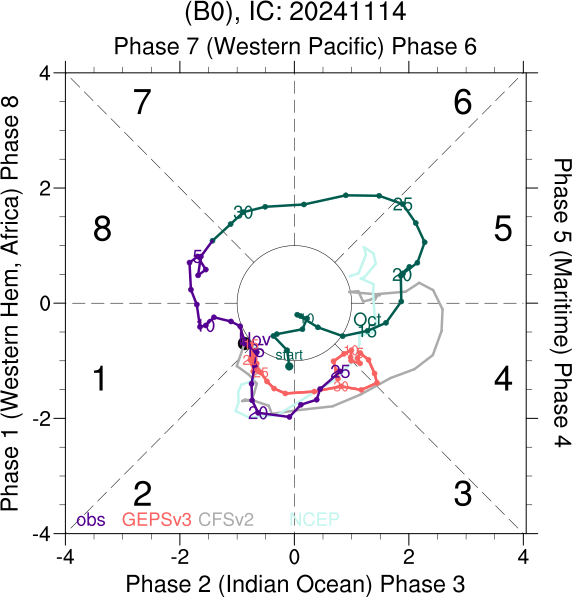 (B0), IC: 20241114
Phase 7 (Western Pacific) Phase 6
4
7
6
Phase 1 (Western Hem, Africa) Phase 8
Phase 5 (Maritime) Phase 4
2
30
25
8
5
5
20
0
Oct
15
start
25
1
4
20
-2
2
3
obs GEPSv3 CFSv2 NCEP
-4
-4 -2 0 2 4
Phase 2 (Indian Ocean) Phase 3